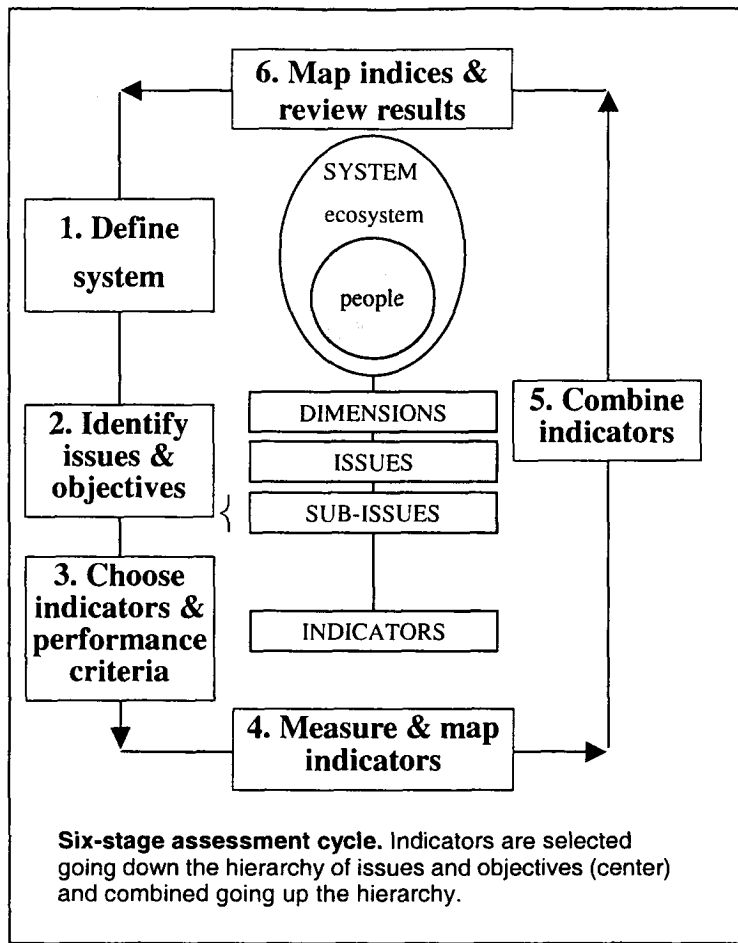 6. Map indices &
review results
SYSTEM
ecosystem
people
1. Define
system
DIMENSIONS
2. Identify
issues &
objectives
ISSUES
SUB-ISSUES
5. Combine
indicators
3. Choose
indicators &
performance
criteria
INDICATORS
4. Measure & map
indicators
Six-stage assessment cycle. Indicators are selected
going down the hierarchy of issues and objectives (center)
and combined going up the hierarchy.